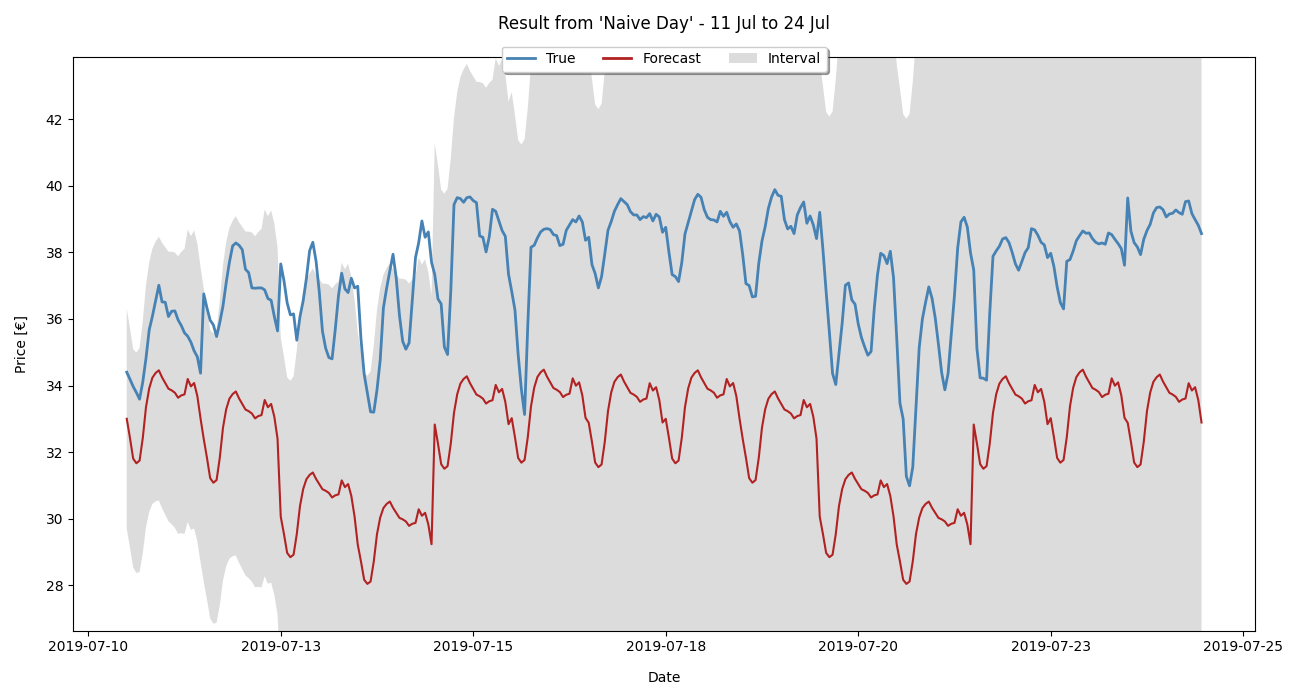 Result from 'Naive Day' - 11 Jul to 24 Jul
True Forecast Interval
Price [€]
42
40
38
36
34
32
30
28
2019-07-10 2019-07-13 2019-07-15 2019-07-18 2019-07-20 2019-07-23 2019-07-25
Date